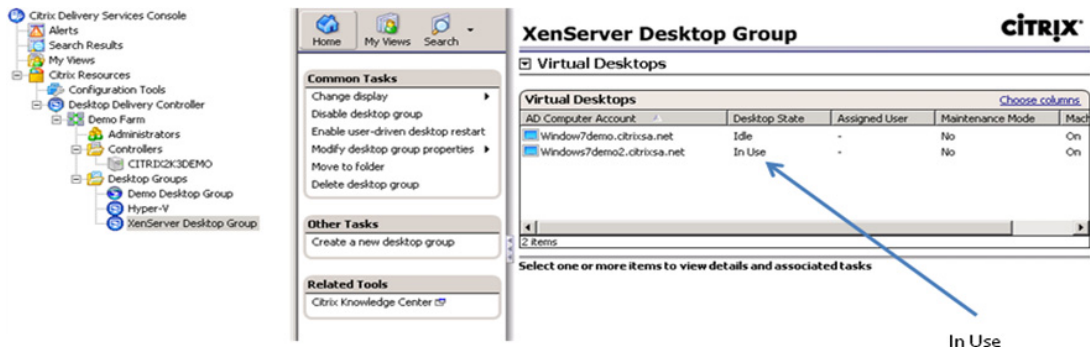 Citrix Delivery Services Console
Alerts
Search Results
My Views
Citrix Resources
Configuration Tools
Desktop Delivery Controller
Demo Farm
Administrators
Controllers
CITRIX2K3DEMO
Desktop Groups
Demo Desktop Group
Hyper-V
XenServer Desktop Group
Home My Views Search
Common Tasks
Change display
Disable desktop group
Enable user-driven desktop restart
Modify desktop group properties
Move to folder
Delete desktop group
Other Tasks
Create a new desktop group
Related Tools
Citrix Knowledge Center
XenServer Desktop Group
CITRIX
Virtual Desktops
Virtual Desktops Choose columns
AD Computer Account Desktop State Assigned User Maintenance Mode Mach
Window7demo.citrixsa.net Idle - No On
Windows7demo2.citrixsa.net In Use - No On
2 items
Select one or more items to view details and associated tasks
In Use